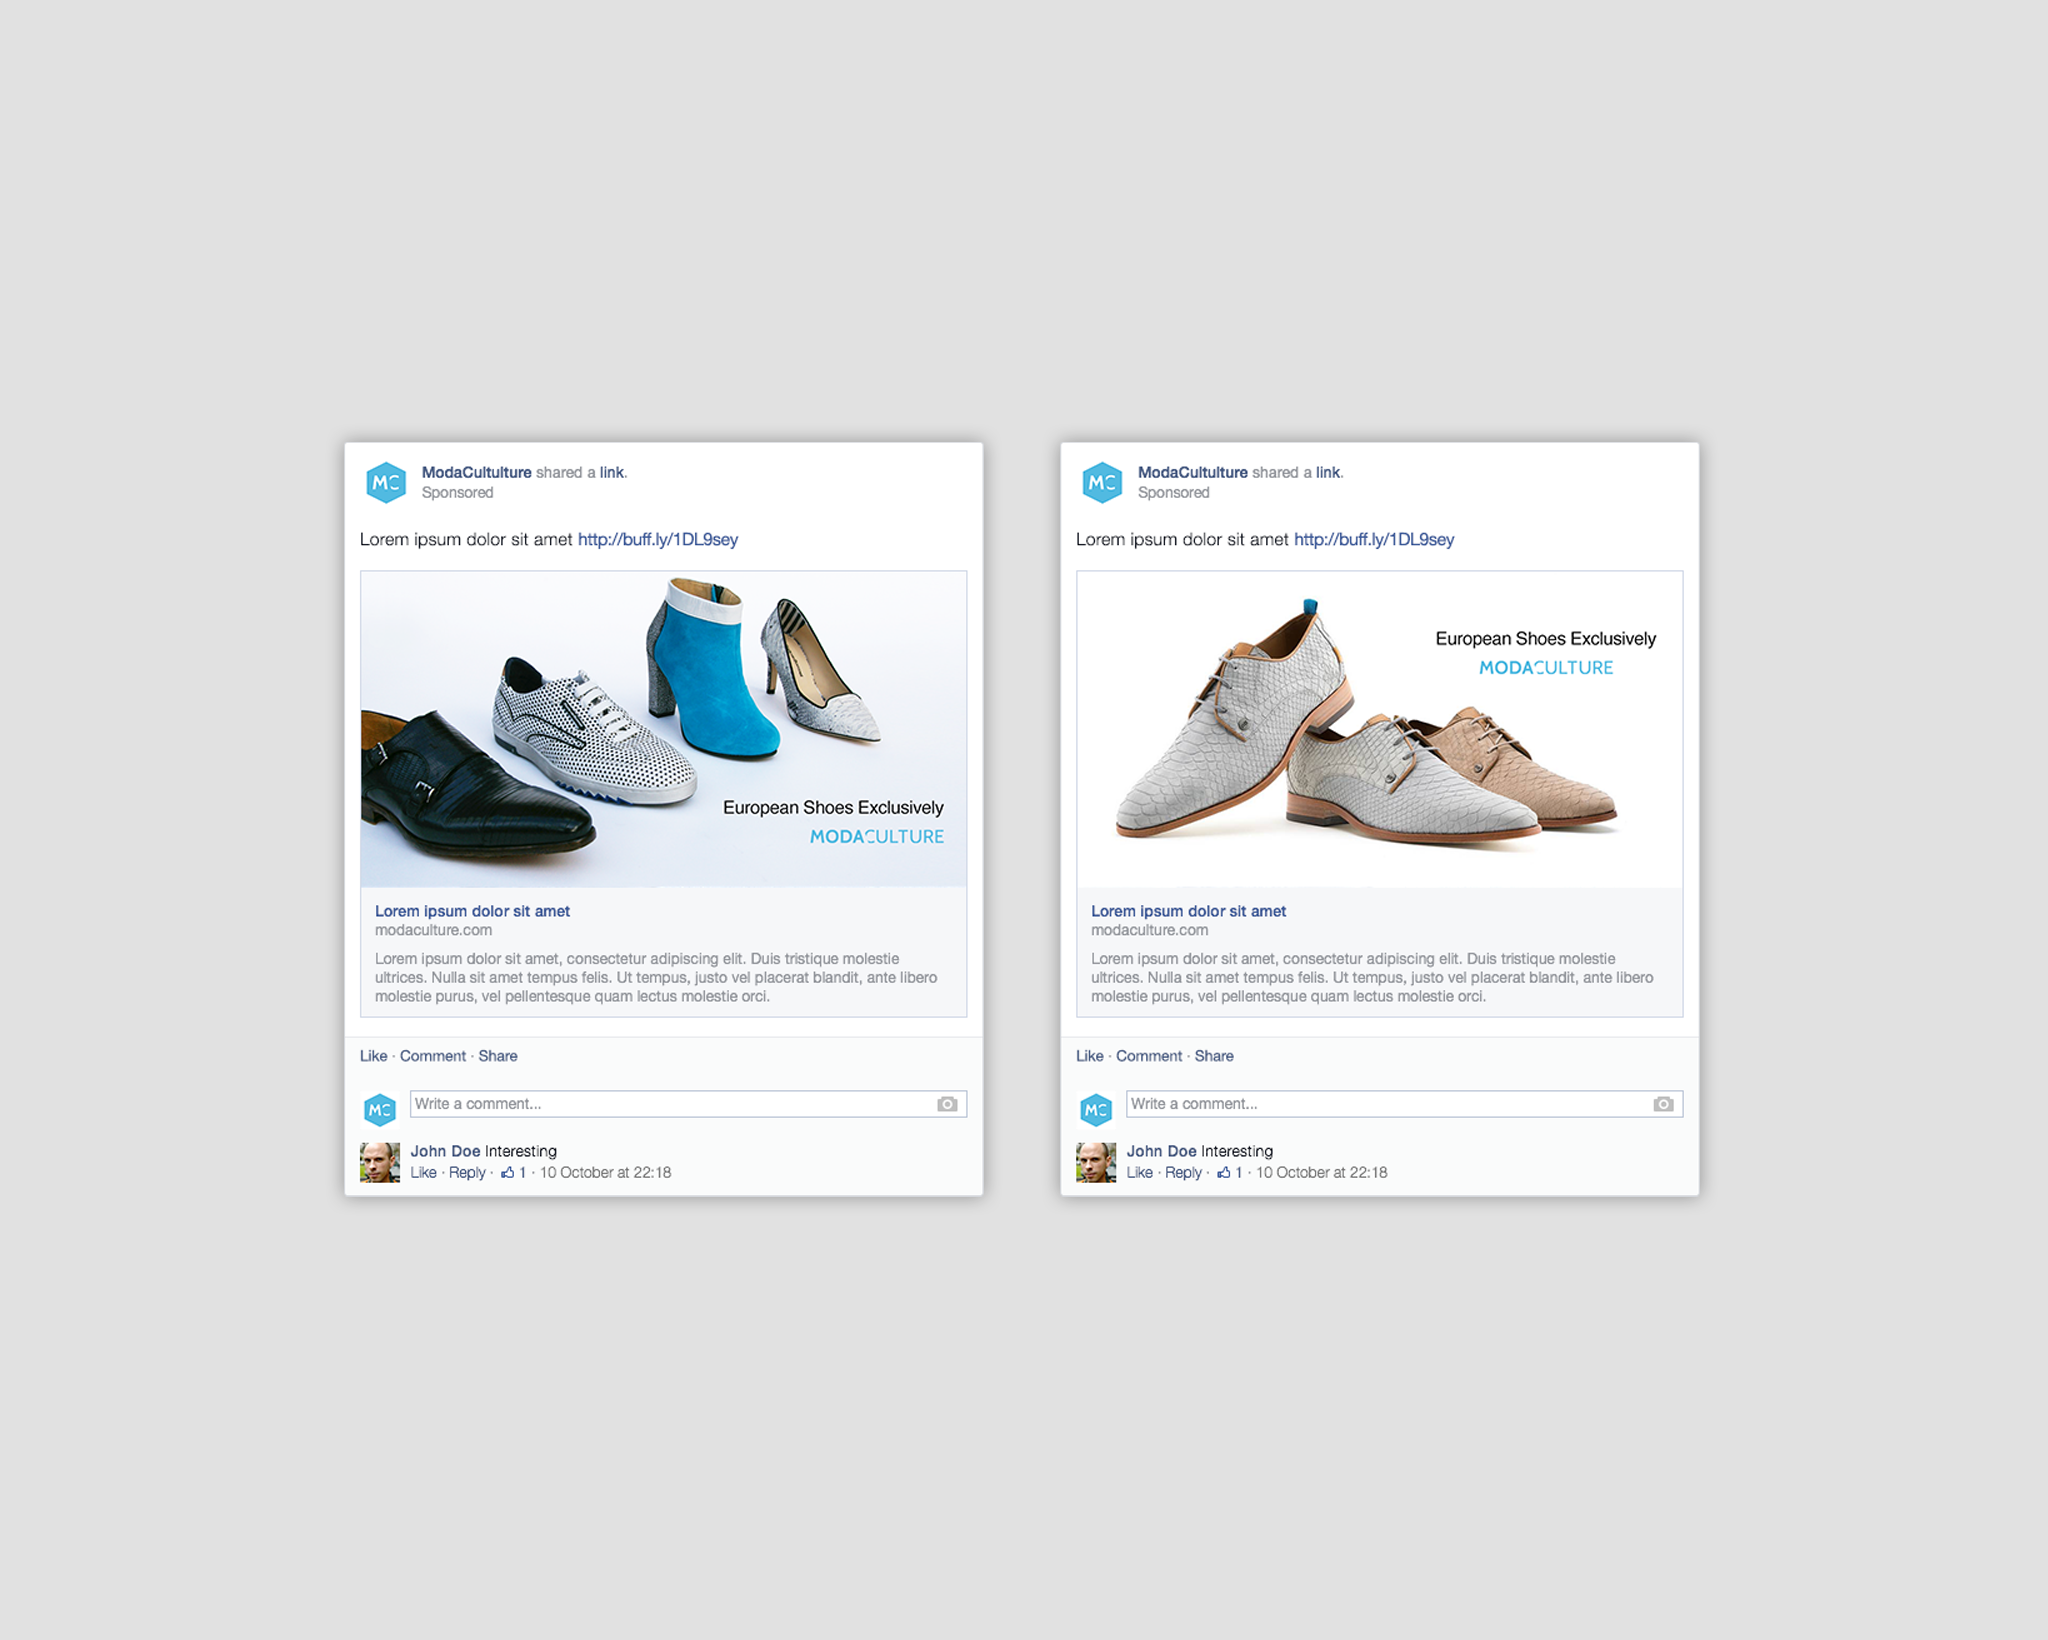 MC
ModaCultulture shared a link.
Sponsored
Lorem ipsum dolor sit amet http://buff.ly/1DL9sey
European Shoes Exclusively
MODACULTURE
Lorem ipsum dolor sit amet
modaculture.com
Lorem ipsum dolor sit amet, consectetur adipiscing elit. Duis tristique molestie
ultrices. Nulla sit amet tempus felis. Ut tempus, justo vel placerat blandit, ante libero
molestie purus, vel pellentesque quam lectus molestie orci.
Like · Comment · Share
MC
Write a comment...
John Doe Interesting
Like · Reply · 1 · 10 October at 22:18
MC
ModaCultulture shared a link.
Sponsored
Lorem ipsum dolor sit amet http://buff.ly/1DL9sey
European Shoes Exclusively
MODACULTURE
Lorem ipsum dolor sit amet
modaculture.com
Lorem ipsum dolor sit amet, consectetur adipiscing elit. Duis tristique molestie
ultrices. Nulla sit amet tempus felis. Ut tempus, justo vel placerat blandit, ante libero
molestie purus, vel pellentesque quam lectus molestie orci.
Like · Comment · Share
MC
Write a comment...
John Doe Interesting
Like · Reply · 1 · 10 October at 22:18